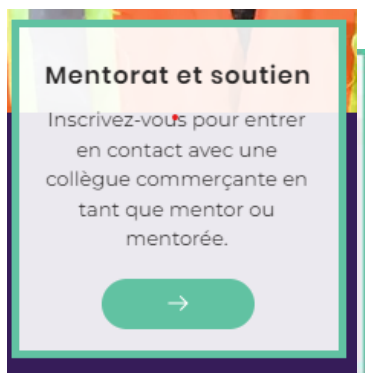 Mentorat et soutien
Inscrivez-vous pour entrer
en contact avec une
collègue commerçante en
tant que mentor ou
mentorée.